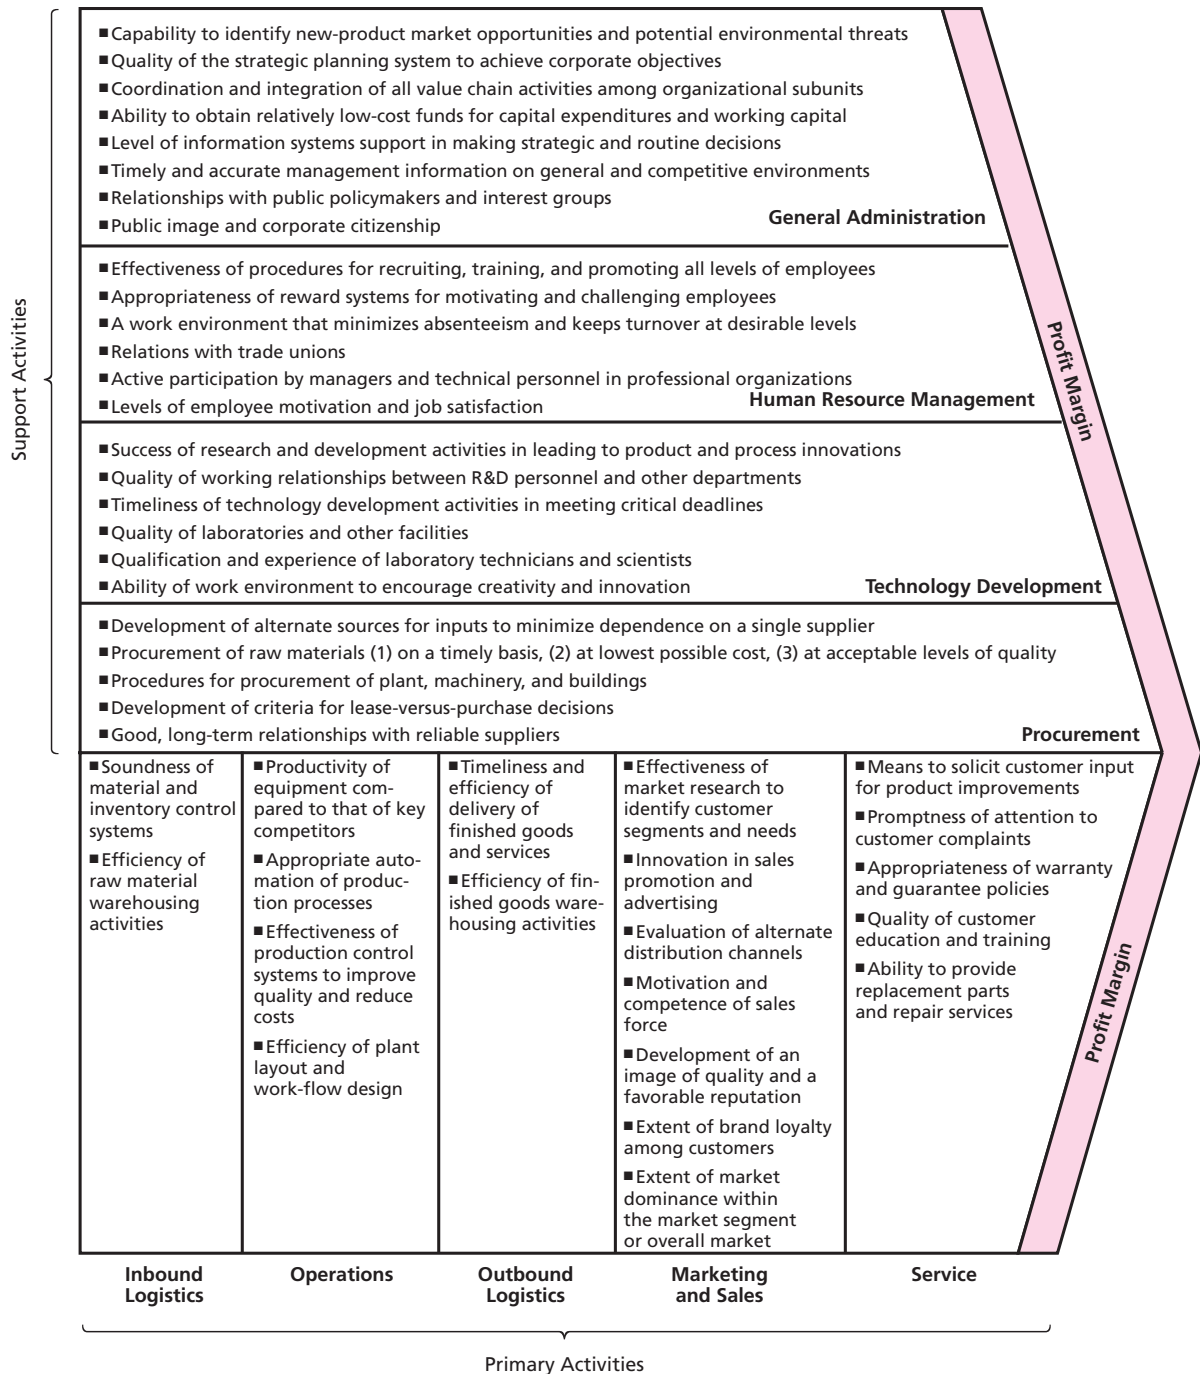 Support Activities
■ Capability to identify new-product market opportunities and potential environmental threats
■ Quality of the strategic planning system to achieve corporate objectives
■ Coordination and integration of all value chain activities among organizational subunits
■ Ability to obtain relatively low-cost funds for capital expenditures and working capital
■ Level of information systems support in making strategic and routine decisions
■ Timely and accurate management information on general and competitive environments
■ Relationships with public policymakers and interest groups
■ Public image and corporate citizenship
General Administration
■ Effectiveness of procedures for recruiting, training, and promoting all levels of employees
■ Appropriateness of reward systems for motivating and challenging employees
■ A work environment that minimizes absenteeism and keeps turnover at desirable levels
■ Relations with trade unions
■ Active participation by managers and technical personnel in professional organizations
■ Levels of employee motivation and job satisfaction
Human Resource Management
■ Success of research and development activities in leading to product and process innovations
■ Quality of working relationships between R&D personnel and other departments
■ Timeliness of technology development activities in meeting critical deadlines
■ Quality of laboratories and other facilities
■ Qualification and experience of laboratory technicians and scientists
■ Ability of work environment to encourage creativity and innovation
Technology Development
■ Development of alternate sources for inputs to minimize dependence on a single supplier
■ Procurement of raw materials (1) on a timely basis, (2) at lowest possible cost, (3) at acceptable levels of quality
■ Procedures for procurement of plant, machinery, and buildings
■ Development of criteria for lease-versus-purchase decisions
■ Good, long-term relationships with reliable suppliers
Procurement
Profit Margin
■ Soundness of
material and
inventory control
systems
■ Efficiency of
raw material
warehousing
activities
Inbound
Logistics
■ Productivity of
equipment com-
pared to that of key
competitors
■ Appropriate auto-
mation of produc-
tion processes
■ Effectiveness of
production control
systems to improve
quality and reduce
costs
■ Efficiency of plant
layout and
work-flow design
Operations
■ Timeliness and
efficiency of
delivery of
finished goods
and services
■ Efficiency of fin-
ished goods ware-
housing activities
Outbound
Logistics
■ Effectiveness of
market research to
identify customer
segments and needs
■ Innovation in sales
promotion and
advertising
■ Evaluation of alternate
distribution channels
■ Motivation and
competence of sales
force
■ Development of an
image of quality and a
favorable reputation
■ Extent of brand loyalty
among customers
■ Extent of market
dominance within
the market segment
or overall market
Marketing
and Sales
■ Means to solicit customer input
for product improvements
■ Promptness of attention to
customer complaints
■ Appropriateness of warranty
and guarantee policies
■ Quality of customer
education and training
■ Ability to provide
replacement parts
and repair services
Service
Profit Margin
Primary Activities